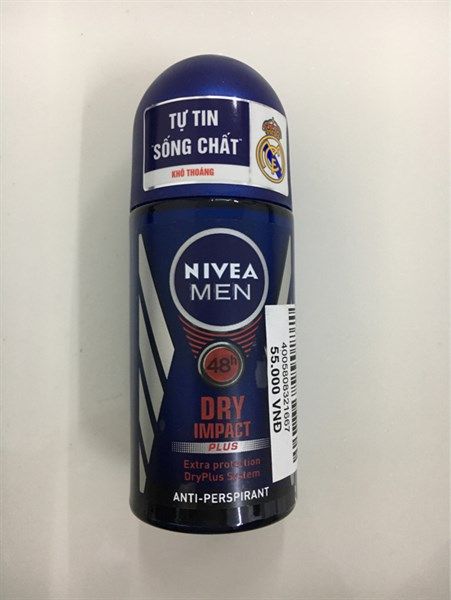 TỰ TIN
"SỐNG CHẤT"
KHÔ THOÁNG
NIVEA
MEN
48h
DRY
IMPACT
PLUS
Extra protection
DryPlus System
ANTI-PERSPIRANT
4005808321667
55.000 VNĐ